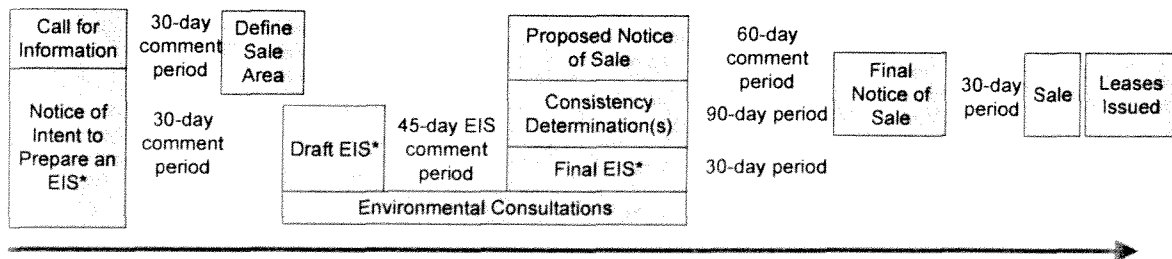 Call for
Information
30-day
comment
period
Define
Sale
Area
Notice of
Intent to
Prepare an
EIS*
30-day
comment
period
Draft EIS*
45-day EIS
comment
period
Proposed Notice
of Sale
Consistency
Determination(s)
Final EIS*
Environmental Consultations
60-day
comment
period
90-day period
30-day period
Final
Notice of
Sale
30-day
period
Sale
Leases
Issued